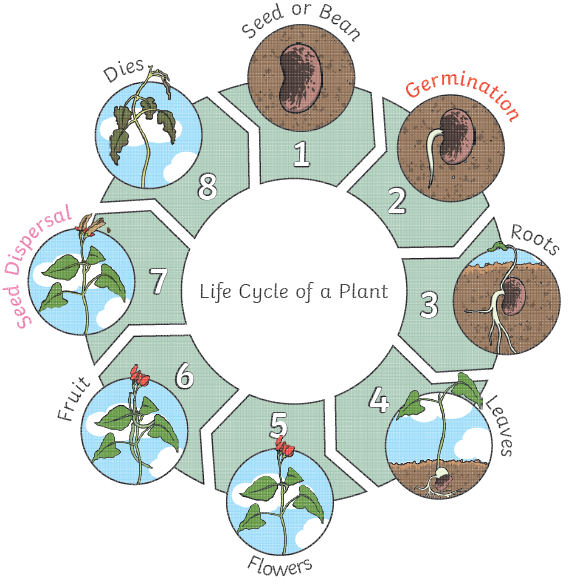 Life Cycle of a Plant
1
Seed or Bean
2
Germination
3
Roots
4
Leaves
5
Flowers
6
Fruit
7
Seed Dispersal
8
Dies